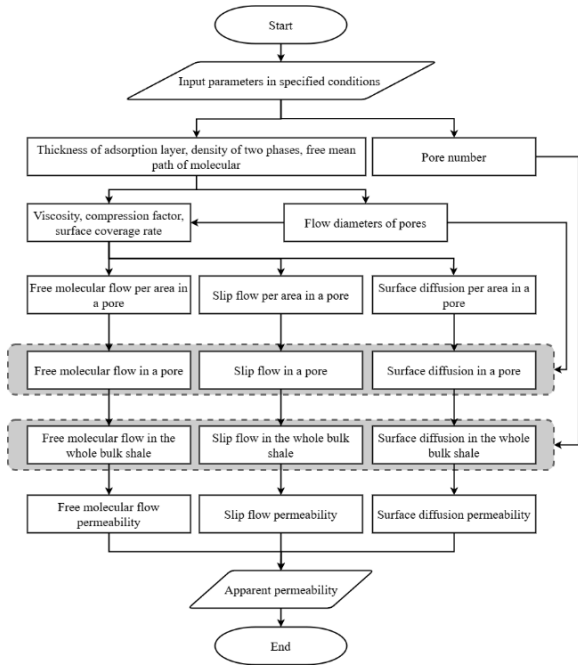 Start
Input parameters in specified conditions
Thickness of adsorption layer, density of two phases, free mean
path of molecular
Pore number
Viscosity, compression factor,
surface coverage rate
Flow diameters of pores
Free molecular flow per area in
a pore
Slip flow per area in a pore
Surface diffusion per area in a
pore
Free molecular flow in a pore
Slip flow in a pore
Surface diffusion in a pore
Free molecular flow in the
whole bulk shale
Slip flow in the whole bulk
shale
Surface diffusion in the whole
bulk shale
Free molecular flow
permeability
Slip flow permeability
Surface diffusion permeability
Apparent permeability
End